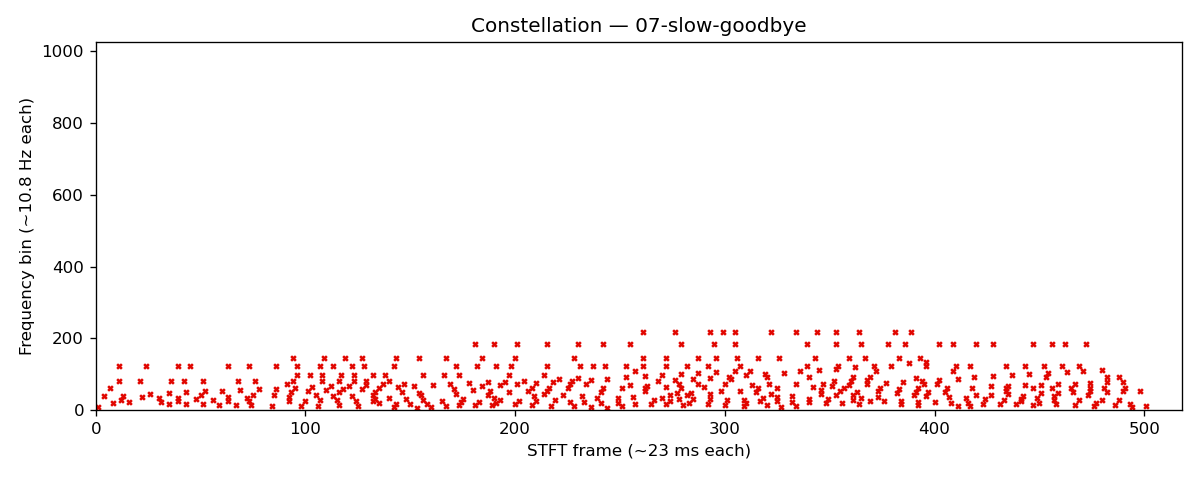 Constellation — 07-slow-goodbye
Frequency bin (~10.8 Hz each)
1000
800
600
400
200
0
0 100 200 300 400 500
STFT frame (~23 ms each)